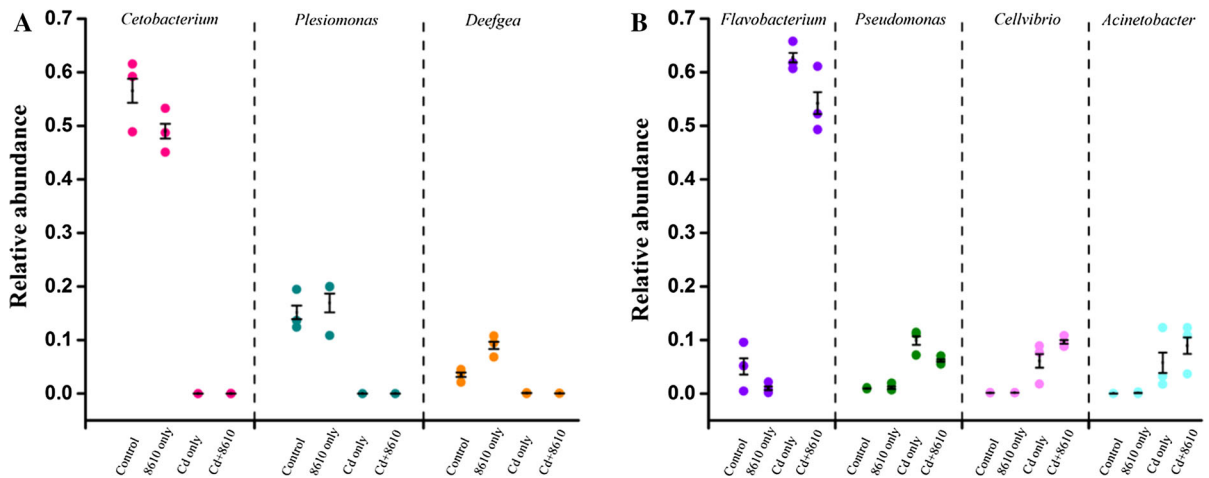 A
Cetobacterium
Plesiomonas
Deefgea
Relative abundance
0.7
0.6
0.5
0.4
0.3
0.2
0.1
0.0
Control
8610 only
Cd only
Cd+8610
Control
8610 only
Cd only
Cd+8610
Control
8610 only
Cd only
Cd+8610
B
Flavobacterium
Pseudomonas
Cellvibrio
Acinetobacter
Relative abundance
0.7
0.6
0.5
0.4
0.3
0.2
0.1
0.0
Control
8610 only
Cd only
Cd+8610
Control
8610 only
Cd only
Cd+8610
Control
8610 only
Cd only
Cd+8610
Control
8610 only
Cd only
Cd+8610